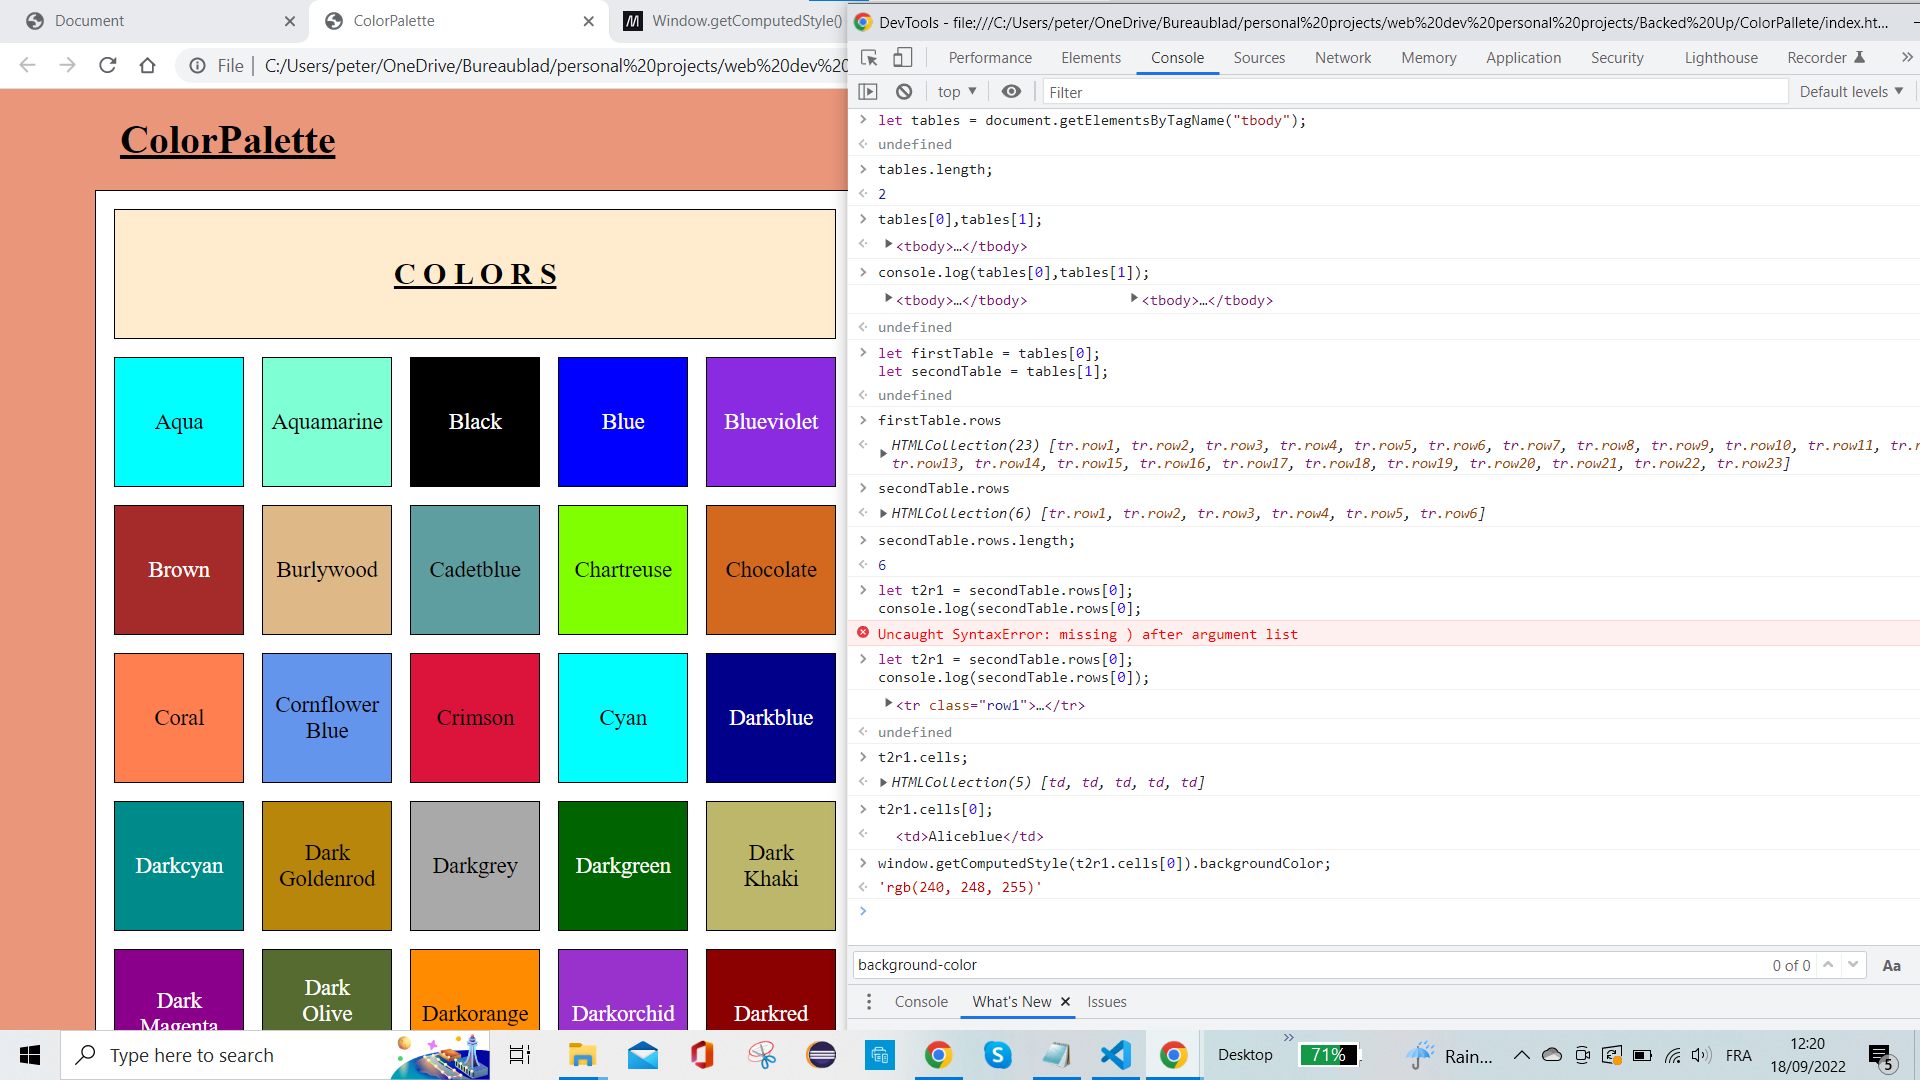 Document
ColorPalette
Window.getComputedStyle()
File
C:/Users/peter/OneDrive/Bureaublad/personal%20projects/web%20dev%20
ColorPalette
C O L O R S
Aqua
Aquamarine
Black
Blue
Blueviolet
Brown
Burlywood
Cadetblue
Chartreuse
Chocolate
Coral
Cornflower
Blue
Crimson
Cyan
Darkblue
Darkcyan
Dark
Goldenrod
Darkgrey
Darkgreen
Dark
Khaki
Dark
Magenta
Dark
Olive
Darkorange
Darkorchid
Darkred
DevTools - file:///C:/Users/peter/OneDrive/Bureaublad/personal%20projects/web%20dev%20personal%20projects/Backed%20Up/ColorPallete/index.ht...
Performance Elements Console Sources Network Memory Application Security Lighthouse Recorder
top Filter Default levels
let tables = document.getElementsByTagName("tbody");
undefined
tables.length;
2
tables[0],tables[1];
<tbody>…</tbody>
console.log(tables[0],tables[1]);
<tbody>…</tbody> <tbody>…</tbody>
undefined
let firstTable = tables[0];
let secondTable = tables[1];
undefined
firstTable.rows
HTMLCollection(23) [tr.row1, tr.row2, tr.row3, tr.row4, tr.row5, tr.row6, tr.row7, tr.row8, tr.row9, tr.row10, tr.row11, tr.r
tr.row13, tr.row14, tr.row15, tr.row16, tr.row17, tr.row18, tr.row19, tr.row20, tr.row21, tr.row22, tr.row23]
secondTable.rows
HTMLCollection(6) [tr.row1, tr.row2, tr.row3, tr.row4, tr.row5, tr.row6]
secondTable.rows.length;
6
let t2r1 = secondTable.rows[0];
console.log(secondTable.rows[0];
Uncaught SyntaxError: missing ) after argument list
let t2r1 = secondTable.rows[0];
console.log(secondTable.rows[0]);
<tr class="row1">…</tr>
undefined
t2r1.cells;
HTMLCollection(5) [td, td, td, td, td]
t2r1.cells[0];
<td>Aliceblue</td>
window.getComputedStyle(t2r1.cells[0]).backgroundColor;
'rgb(240, 248, 255)'
background-color 0 of 0 Aa
Console What's New Issues
Type here to search
Desktop
71%
Rain...
FRA
12:20
18/09/2022
5